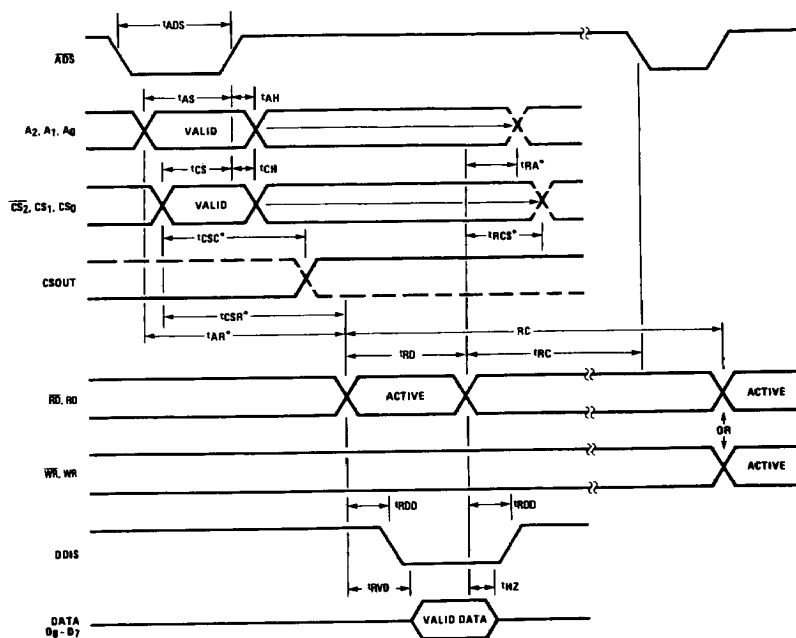 tADS
ADS
tAS tAH
A2, A1, A0 VALID
tCS tCH tRA*
CS2, CS1, CS0 VALID
tCSC* tRCS*
CSOUT
tCSR*
tAR* RC
tRD tRC
RD, RD ACTIVE ACTIVE
OR
WR, WR ACTIVE
tRDD tRDD
DDIS
tRVD tHZ
DATA VALID DATA
D0 - D7